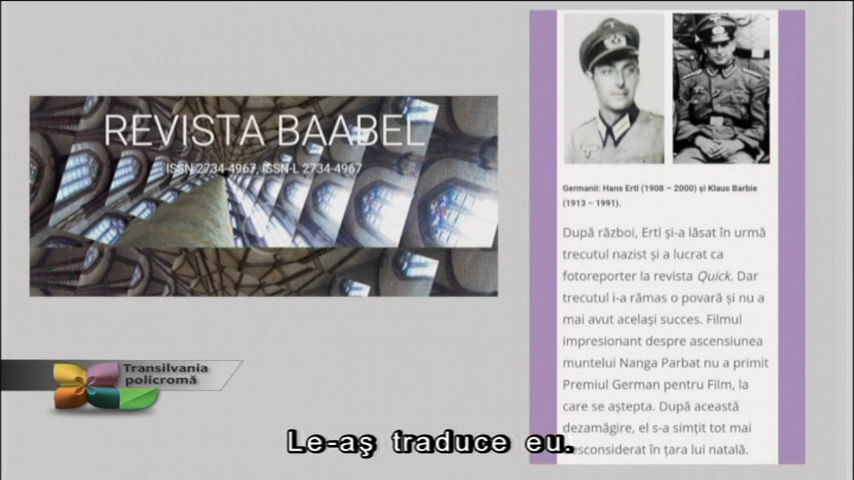 REVISTA BAABEL
ISSN 2734-4967, ISSN-L 2734-4967
Germanii: Hans Ertl (1908 – 2000) și Klaus Barbie
(1913 – 1991).
După război, Ertl și-a lăsat în urmă
trecutul nazist și a lucrat ca
fotoreporter la revista Quick. Dar
trecutul i-a rămas o povară și nu a
mai avut același succes. Filmul
impresionant despre ascensiunea
muntelui Nanga Parbat nu a primit
Premiul German pentru Film, la
care se aștepta. După această
dezamăgire, el s-a simțit tot mai
desconsiderat în țara lui natală.
Transilvania
policromă
Le-aş traduce eu.